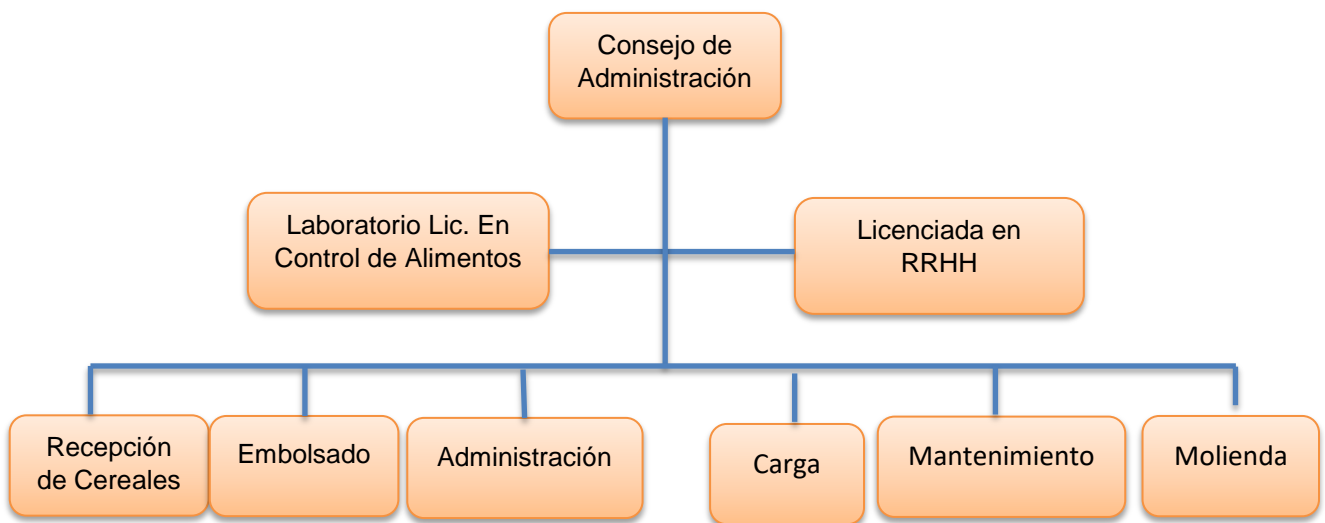 Consejo de
Administración
Laboratorio Lic. En
Control de Alimentos
Licenciada en
RRHH
Recepción
de Cereales
Embolsado
Administración
Carga
Mantenimiento
Molienda